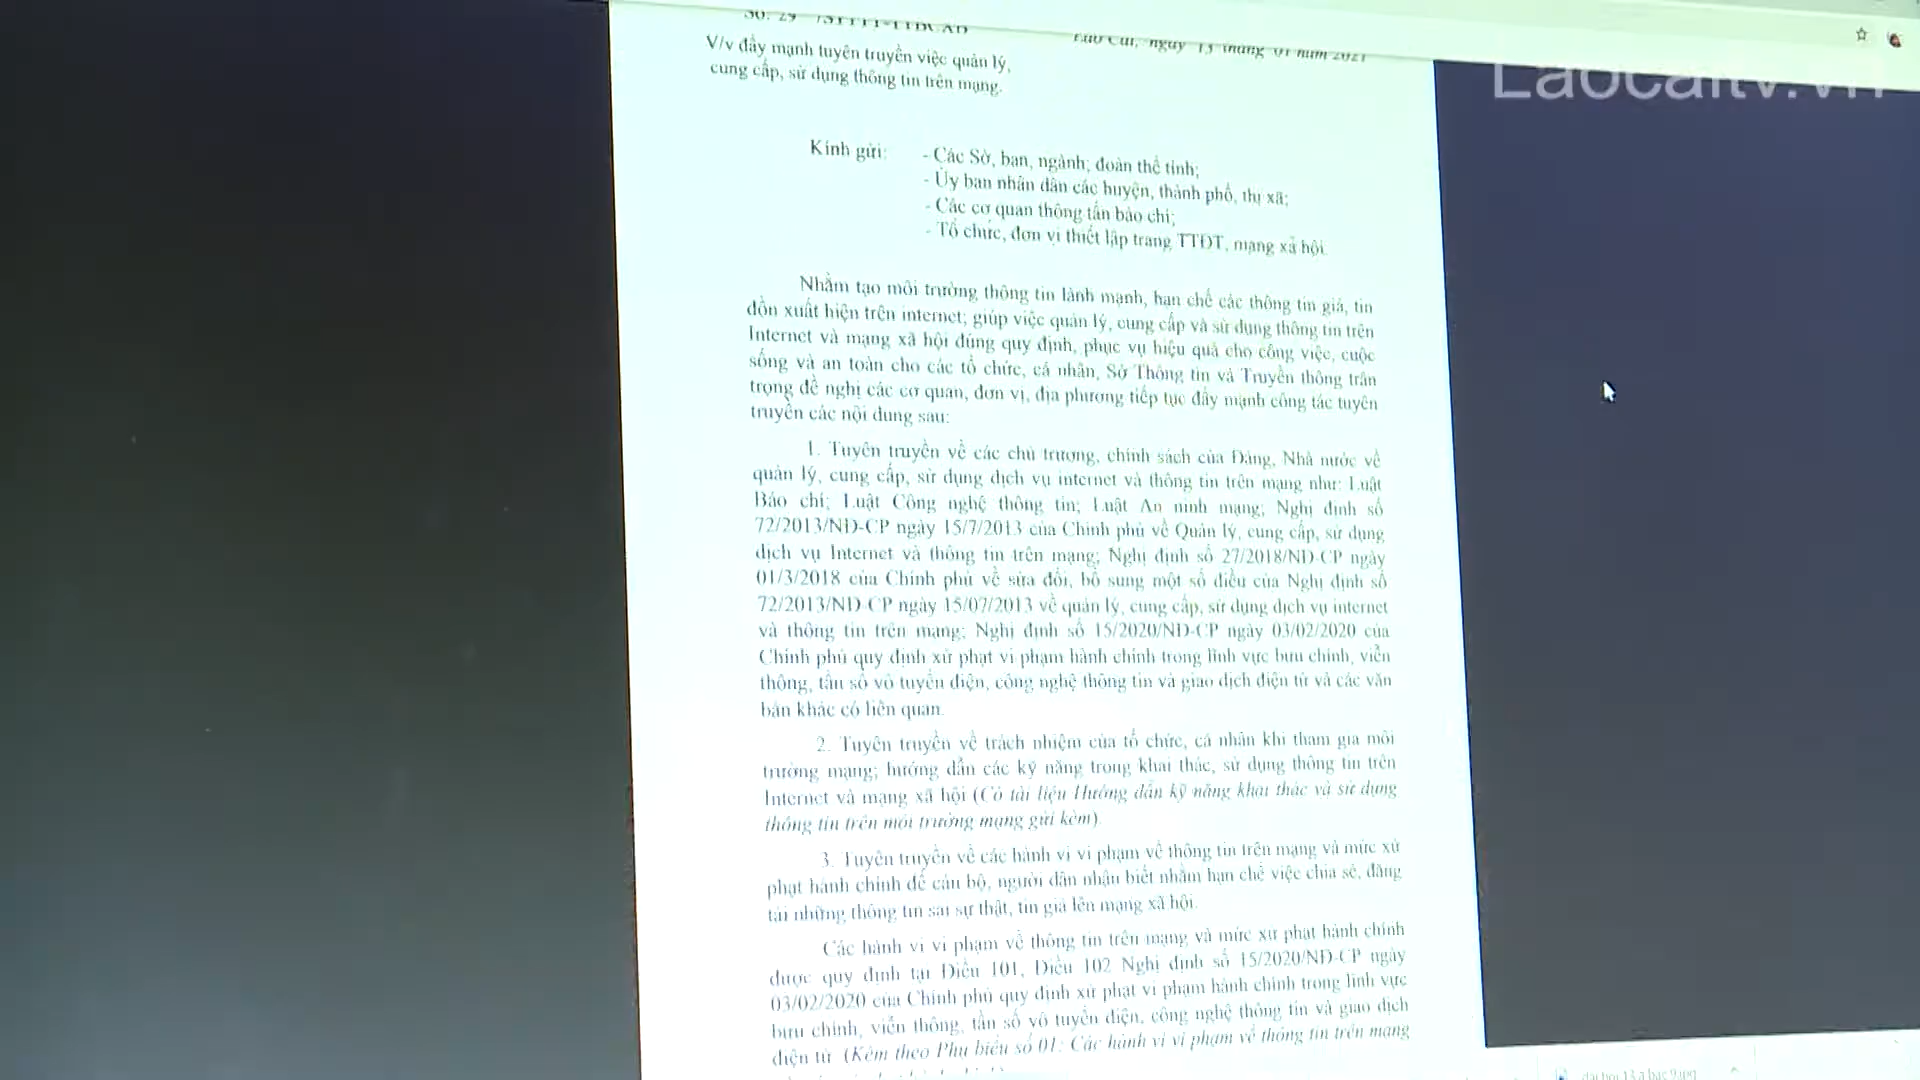 Số: 29 /STTTT-TTBCXB
Lào Cai, ngày 13 tháng 01 năm 2021
Laocaitv.vn
V/v đẩy mạnh tuyên truyền việc quản lý,
cung cấp, sử dụng thông tin trên mạng.
Kính gửi:
- Các Sở, ban, ngành; đoàn thể tỉnh;
- Ủy ban nhân dân các huyện, thành phố, thị xã;
- Các cơ quan thông tấn báo chí;
- Tổ chức, đơn vị thiết lập trang TTĐT, mạng xã hội.
Nhằm tạo môi trường thông tin lành mạnh, hạn chế các thông tin giả, tin
đồn xuất hiện trên internet; giúp việc quản lý, cung cấp và sử dụng thông tin trên
Internet và mạng xã hội đúng quy định, phục vụ hiệu quả cho công việc, cuộc
sống và an toàn cho các tổ chức, cá nhân, Sở Thông tin và Truyền thông trân
trọng đề nghị các cơ quan, đơn vị, địa phương tiếp tục đẩy mạnh công tác tuyên
truyền các nội dung sau:
1. Tuyên truyền về các chủ trương, chính sách của Đảng, Nhà nước về
quản lý, cung cấp, sử dụng dịch vụ internet và thông tin trên mạng như: Luật
Báo chí; Luật Công nghệ thông tin; Luật An ninh mạng; Nghị định số
72/2013/NĐ-CP ngày 15/7/2013 của Chính phủ về Quản lý, cung cấp, sử dụng
dịch vụ Internet và thông tin trên mạng; Nghị định số 27/2018/NĐ-CP ngày
01/3/2018 của Chính phủ về sửa đổi, bổ sung một số điều của Nghị định số
72/2013/NĐ-CP ngày 15/07/2013 về quản lý, cung cấp, sử dụng dịch vụ internet
và thông tin trên mạng; Nghị định số 15/2020/NĐ-CP ngày 03/02/2020 của
Chính phủ quy định xử phạt vi phạm hành chính trong lĩnh vực bưu chính, viễn
thông, tần số vô tuyến điện, công nghệ thông tin và giao dịch điện tử và các văn
bản khác có liên quan.
2. Tuyên truyền về trách nhiệm của tổ chức, cá nhân khi tham gia môi
trường mạng; hướng dẫn các kỹ năng trong khai thác, sử dụng thông tin trên
Internet và mạng xã hội (Có tài liệu Hướng dẫn kỹ năng khai thác và sử dụng
thông tin trên môi trường mạng gửi kèm).
3. Tuyên truyền về các hành vi vi phạm về thông tin trên mạng và mức xử
phạt hành chính để cán bộ, người dân nhận biết nhằm hạn chế việc chia sẻ, đăng
tải những thông tin sai sự thật, tin giả lên mạng xã hội.
Các hành vi vi phạm về thông tin trên mạng và mức xử phạt hành chính
được quy định tại Điều 101, Điều 102 Nghị định số 15/2020/NĐ-CP ngày
03/02/2020 của Chính phủ quy định xử phạt vi phạm hành chính trong lĩnh vực
bưu chính, viễn thông, tần số vô tuyến điện, công nghệ thông tin và giao dịch
điện tử (Kèm theo Phụ biểu số 01: Các hành vi vi phạm về thông tin trên mạng